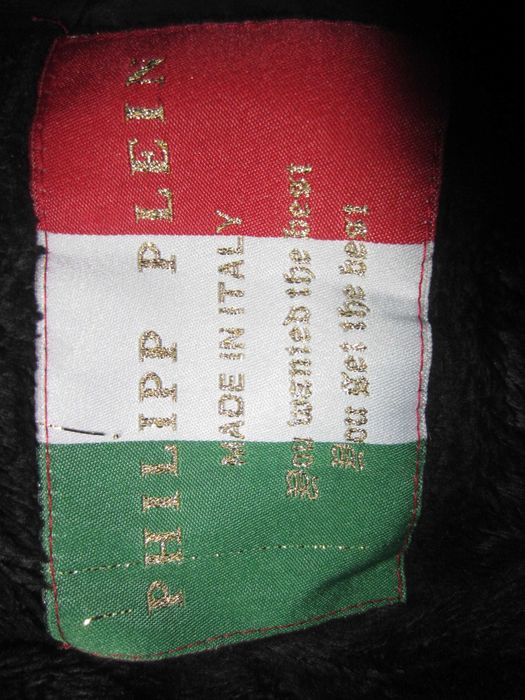 PHILIPP PLEIN
MADE IN ITALY
You wanted the best
You get the best